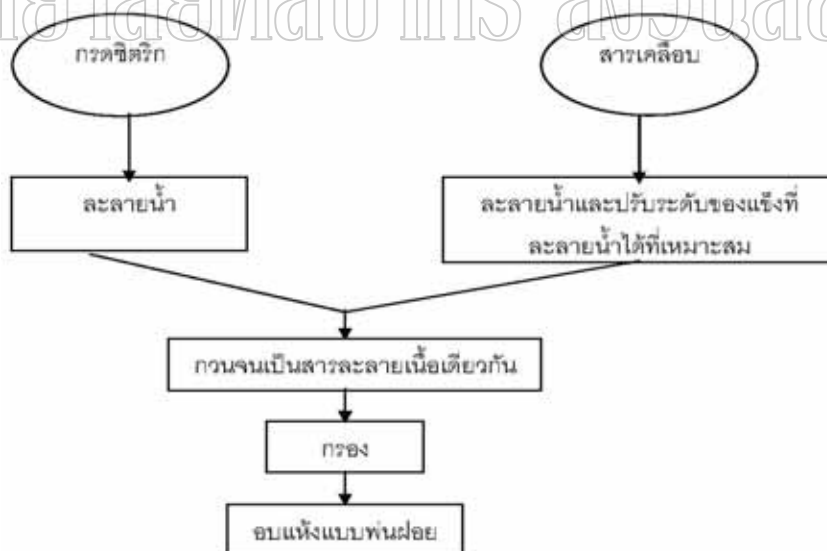 กรดซิตริก
สารเคลือบ
ละลายน้ำ
ละลายน้ำและปรับระดับของแข็งที่
ละลายน้ำได้ที่เหมาะสม
กวนจนเป็นสารละลายเนื้อเดียวกัน
กรอง
อบแห้งแบบพ่นฝอย